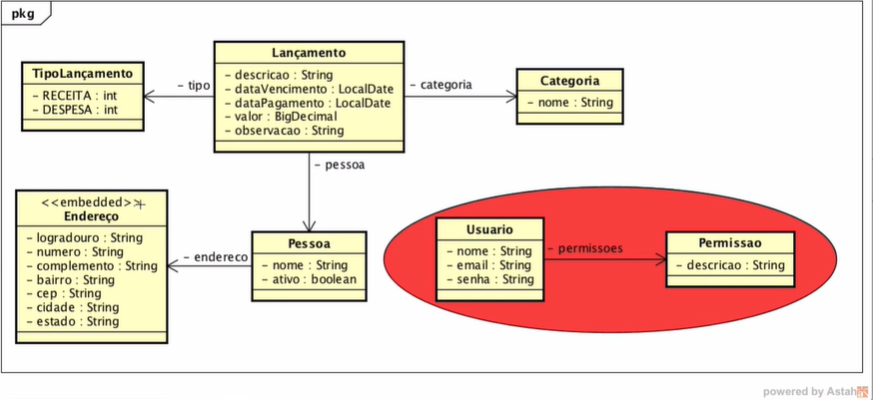 pkg
Lançamento
- descricao : String
- dataVencimento : LocalDate
- dataPagamento : LocalDate
- valor : BigDecimal
- observacao : String
TipoLançamento
- RECEITA : int
- DESPESA : int
- tipo
- categoria
Categoria
- nome : String
- pessoa
<<embedded>>
Endereço
- logradouro : String
- numero : String
- complemento : String
- bairro : String
- cep : String
- cidade : String
- estado : String
- endereco
Pessoa
- nome : String
- ativo : boolean
Usuario
- nome : String
- email : String
- senha : String
- permissoes
Permissao
- descricao : String
powered by Astah